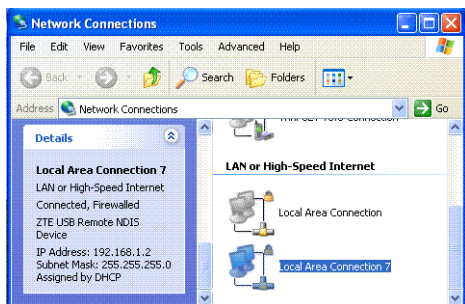 Network Connections
File Edit View Favorites Tools Advanced Help
Back Search Folders
Address Network Connections Go
Details
Local Area Connection 7
LAN or High-Speed Internet
Connected, Firewalled
ZTE USB Remote NDIS
Device
IP Address: 192.168.1.2
Subnet Mask: 255.255.255.0
Assigned by DHCP
Connection
LAN or High-Speed Internet
Local Area Connection
Local Area Connection 7